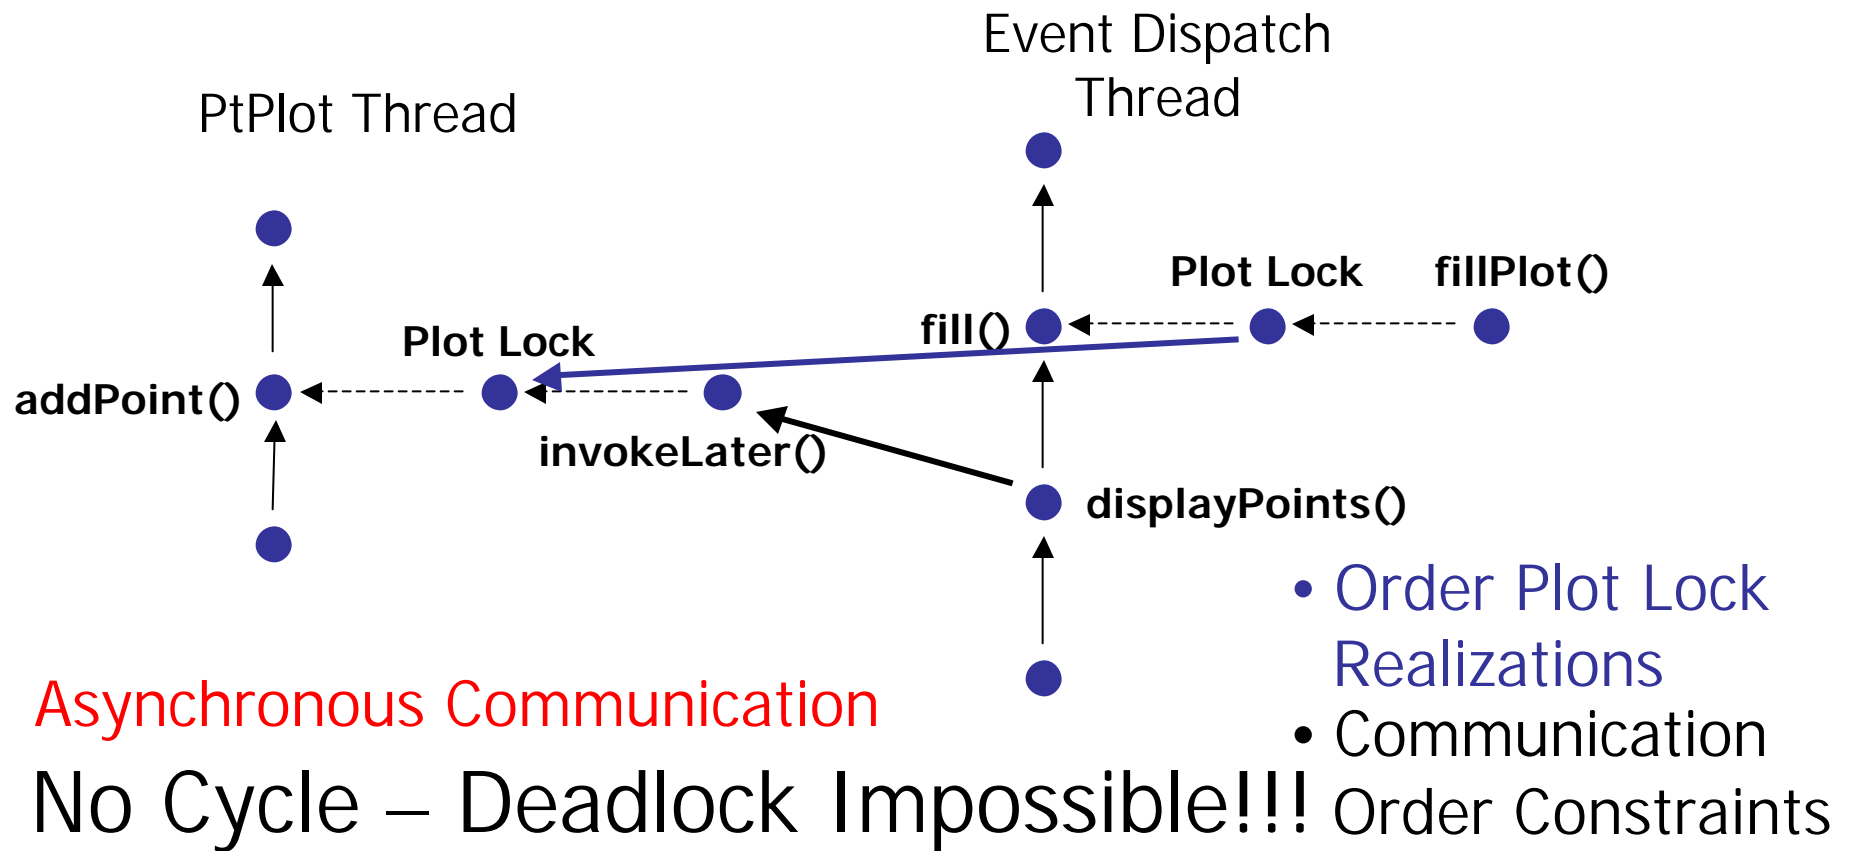 Event Dispatch
Thread
PtPlot Thread
Plot Lock
fillPlot()
fill()
Plot Lock
addPoint()
invokeLater()
displayPoints()
• Order Plot Lock
Realizations
Asynchronous Communication
• Communication
No Cycle – Deadlock Impossible!!!
Order Constraints